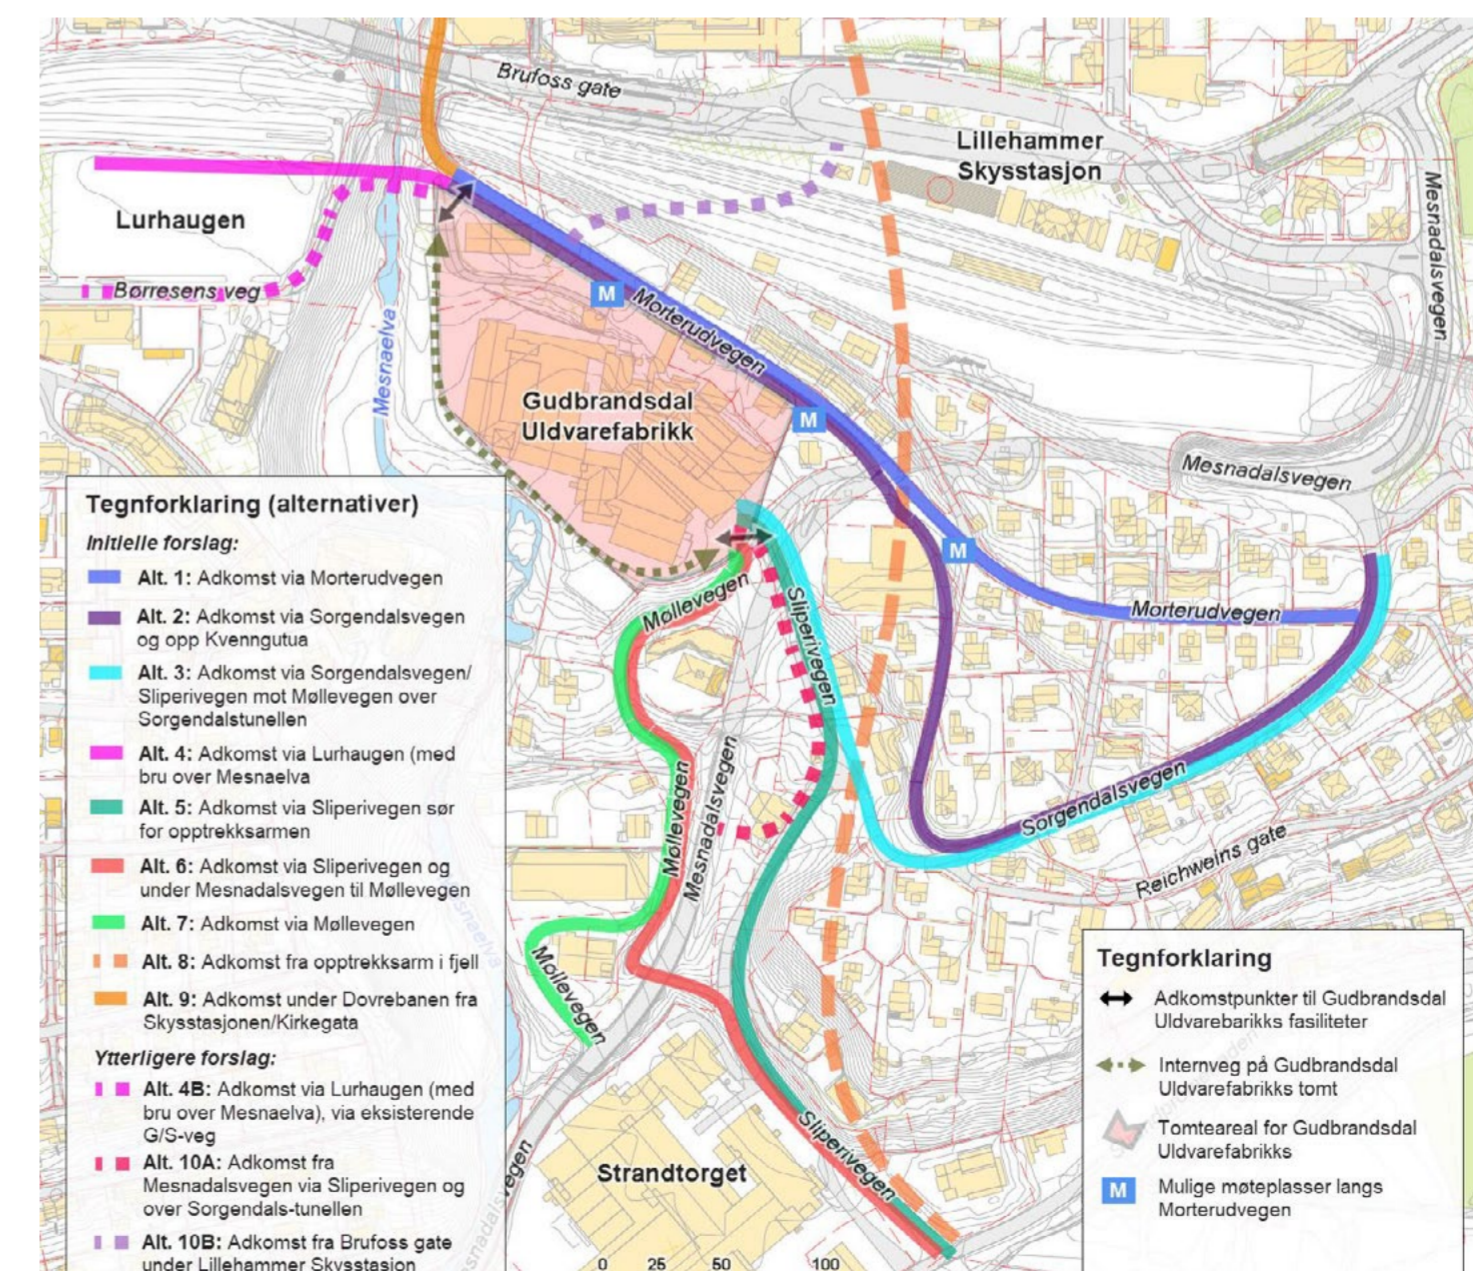 Brufoss gate
Lillehammer
Skysstasjon
Mesnadalsvegen
Lurhaugen
Børresens veg
Mesnaelva
M
Morterudvegen
Gudbrandsdal
Uldvarefabrikk
M
Mesnadalsvegen
M
Møllevegen
Sliperivegen
Morterudvegen
Møllevegen
Mesnadalsvegen
Sorgendalsvegen
Reichweins gate
Møllevegen
Sliperivegen
Strandtorget
0 25 50 100
Tegnforklaring (alternativer)
Initielle forslag:
Alt. 1: Adkomst via Morterudvegen
Alt. 2: Adkomst via Sorgendalsvegen
og opp Kvenngutua
Alt. 3: Adkomst via Sorgendalsvegen/
Sliperivegen mot Møllevegen over
Sorgendalstunellen
Alt. 4: Adkomst via Lurhaugen (med
bru over Mesnaelva
Alt. 5: Adkomst via Sliperivegen sør
for opptrekksarmen
Alt. 6: Adkomst via Sliperivegen og
under Mesnadalsvegen til Møllevegen
Alt. 7: Adkomst via Møllevegen
Alt. 8: Adkomst fra opptrekksarm i fjell
Alt. 9: Adkomst under Dovrebanen fra
Skysstasjonen/Kirkegata
Ytterligere forslag:
Alt. 4B: Adkomst via Lurhaugen (med
bru over Mesnaelva), via eksisterende
G/S-veg
Alt. 10A: Adkomst fra
Mesnadalsvegen via Sliperivegen og
over Sorgendals-tunellen
Alt. 10B: Adkomst fra Brufoss gate
under Lillehammer Skysstasjon
Tegnforklaring
Adkomstpunkter til Gudbrandsdal
Uldvarebarikks fasiliteter
Internveg på Gudbrandsdal
Uldvarefabrikks tomt
Tomteareal for Gudbrandsdal
Uldvarefabrikks
M Mulige møteplasser langs
Morterudvegen